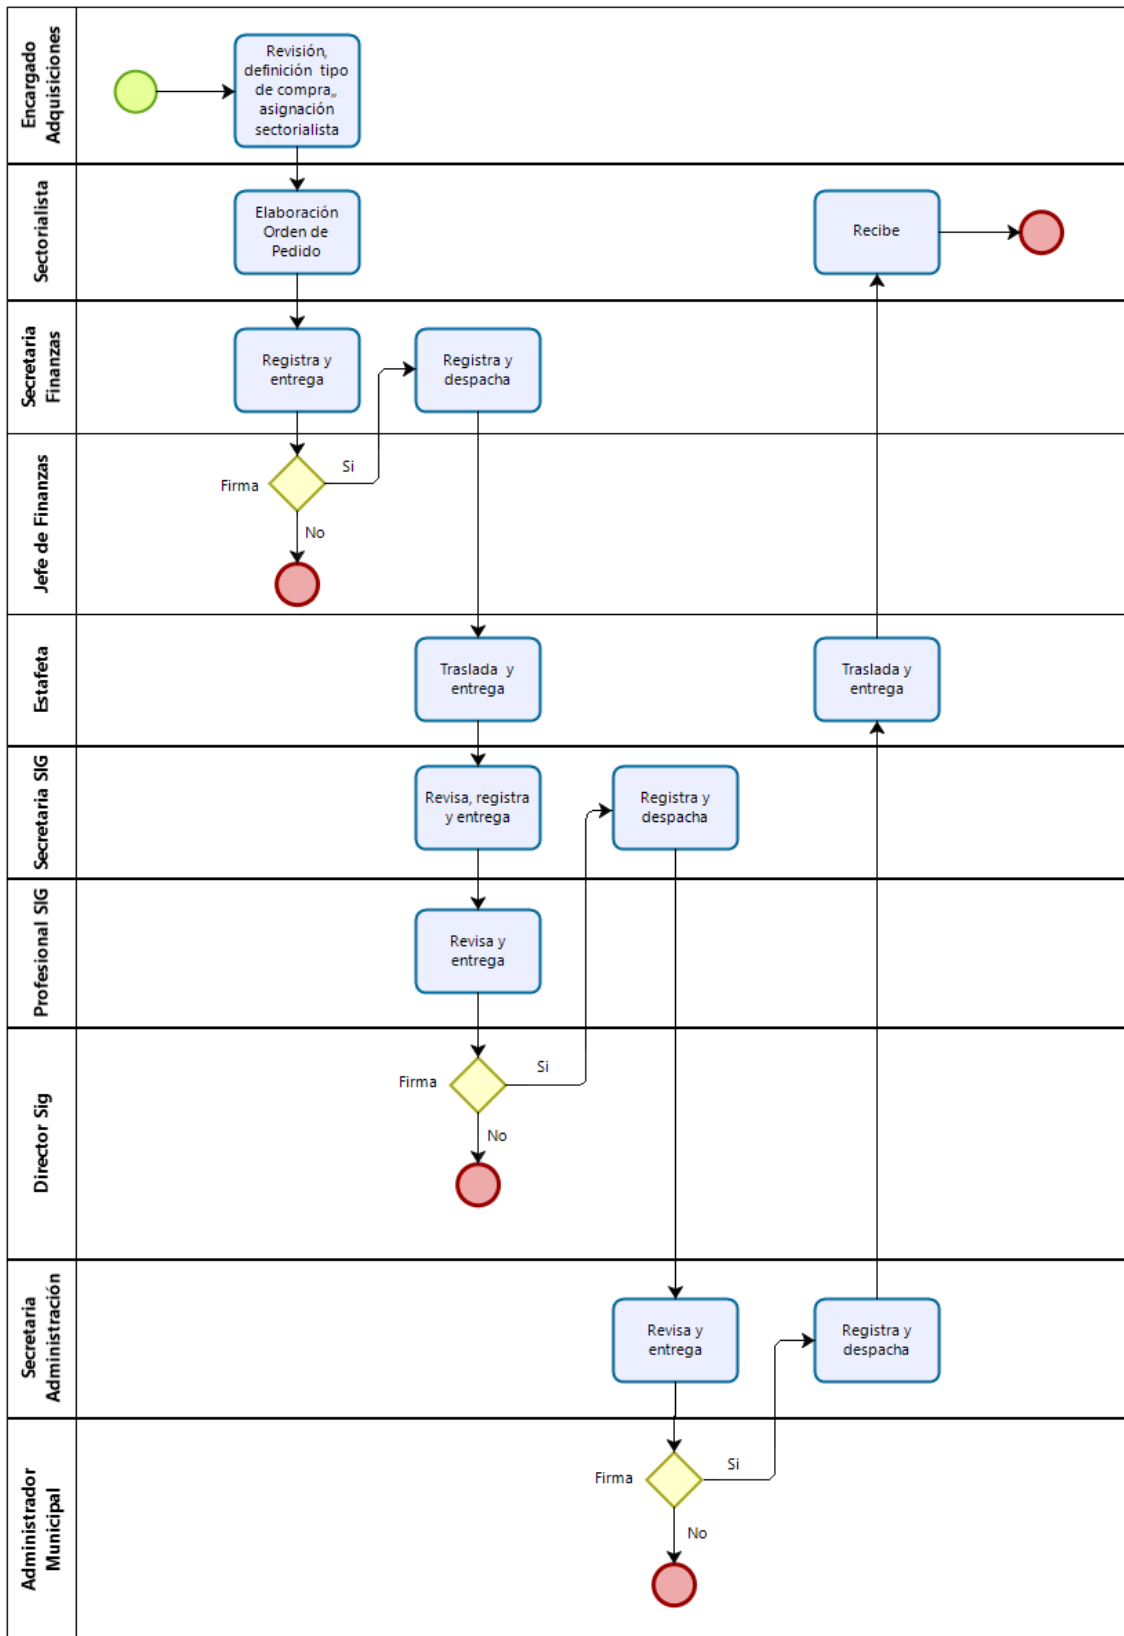 Encargado
Adquisiciones
Revisión,
definición tipo
de compra,,
asignación
sectorialista
Sectorialista
Elaboración
Orden de
Pedido
Recibe
Secretaria
Finanzas
Registra y
entrega
Registra y
despacha
Jefe de Finanzas
Firma
Si
No
Estafeta
Traslada y
entrega
Traslada y
entrega
Secretaria SIG
Revisa, registra
y entrega
Registra y
despacha
Profesional SIG
Revisa y
entrega
Director Sig
Firma
Si
No
Secretaria
Administración
Revisa y
entrega
Registra y
despacha
Administrador
Municipal
Firma
Si
No